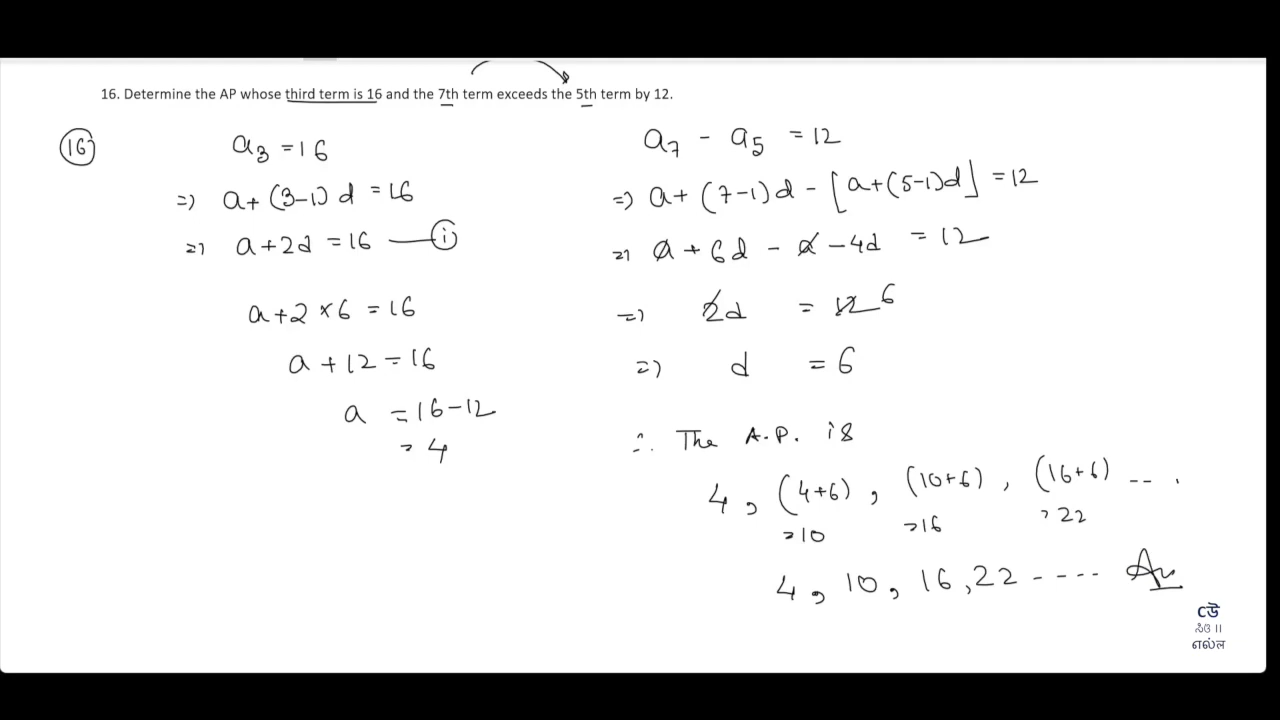 16. Determine the AP whose third term is 16 and the 7th term exceeds the 5th term by 12.
16
a₃ = 16
=> a + (3-1) d = 16
=> a + 2d = 16 — i
a + 2 × 6 = 16
a + 12 = 16
a = 16 - 12
= 4
a₇ - a₅ = 12
=> a + (7-1)d - [a + (5-1)d] = 12
=> a + 6d - a - 4d = 12
=> 2d = 12 6
=> d = 6
∴ The A.P. is
4, (4+6), (10+6), (16+6) -- .
=10 =16 = 22
4, 10, 16, 22 ----
Cউ
எல்ல